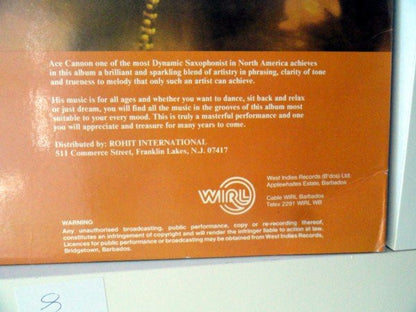 Ace Cannon one of the most Dynamic Saxophonist in North America achieves
in this album a brilliant and sparkling blend of artistry in phrasing, clarity of tone
and trueness to melody that only such an artist can achieve.
His music is for all ages and whether you want to dance, sit back and relax
or just dream, you will find all the music in the grooves of this album most
suitable to your every mood. This is truly a masterful performance and one
you will appreciate and treasure for many years to come.
Distributed by: ROHIT INTERNATIONAL
511 Commerce Street, Franklin Lakes, N.J. 07417
WIRL
West Indies Records (B'dos) Ltd.
Applewhaites Estate, Barbados
Cable WIRL Barbados
Telex 2291 WIRL WB
WARNING
Any unauthorised broadcasting, public performance, copy or re-recording thereof,
constitutes an infringement of copyright and will render the infringer liable to action at law.
Licences for public performance or broadcasting may be obtained from West Indies Records,
Bridgetown, Barbados.
8